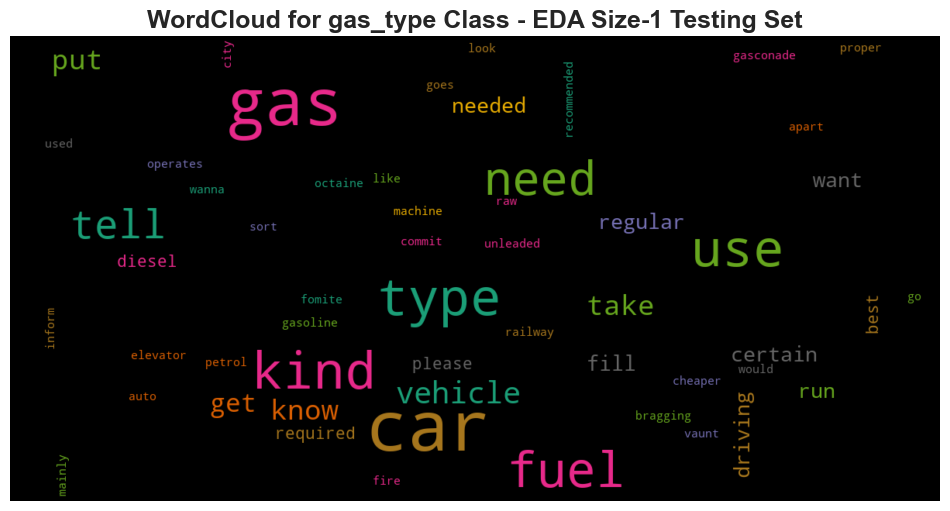 WordCloud for gas_type Class - EDA Size-1 Testing Set
put
city
look
gasconade
proper
gas
goes
needed
recommended
apart
used
operates
wanna
octaine
like
need
want
machine
raw
regular
tell
sort
commit
unleaded
use
diesel
type
fomite
take
go
inform
gasoline
railway
best
elevator
petrol
kind
please
fill
certain
would
cheaper
auto
get
know
vehicle
run
required
car
bragging
vaunt
driving
mainly
fire
fuel